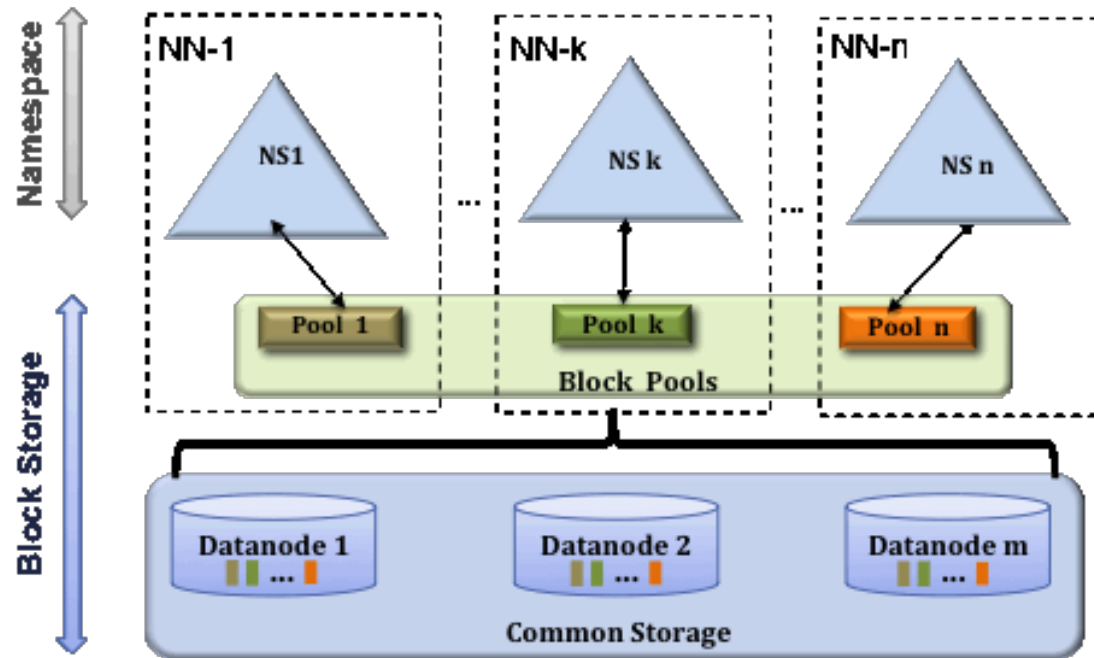 Namespace
NN-1
NN-k
NN-n
NS1
NS k
NS n
...
...
Pool 1
Pool k
Pool n
Block Pools
Block Storage
Datanode 1
...
Datanode 2
...
Datanode m
...
Common Storage